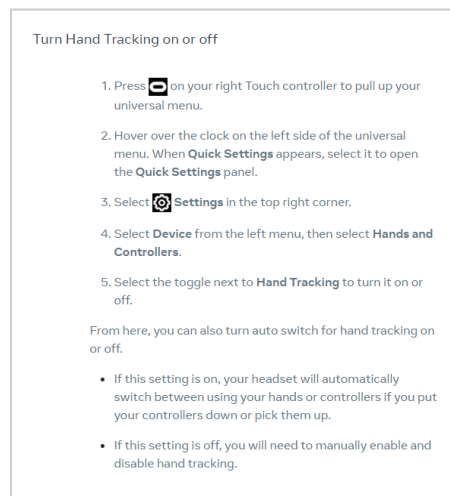 Turn Hand Tracking on or off
1. Press on your right Touch controller to pull up your
universal menu.
2. Hover over the clock on the left side of the universal
menu. When Quick Settings appears, select it to open
the Quick Settings panel.
3. Select Settings in the top right corner.
4. Select Device from the left menu, then select Hands and
Controllers.
5. Select the toggle next to Hand Tracking to turn it on or
off.
From here, you can also turn auto switch for hand tracking on
or off.
• If this setting is on, your headset will automatically
switch between using your hands or controllers if you put
your controllers down or pick them up.
• If this setting is off, you will need to manually enable and
disable hand tracking.